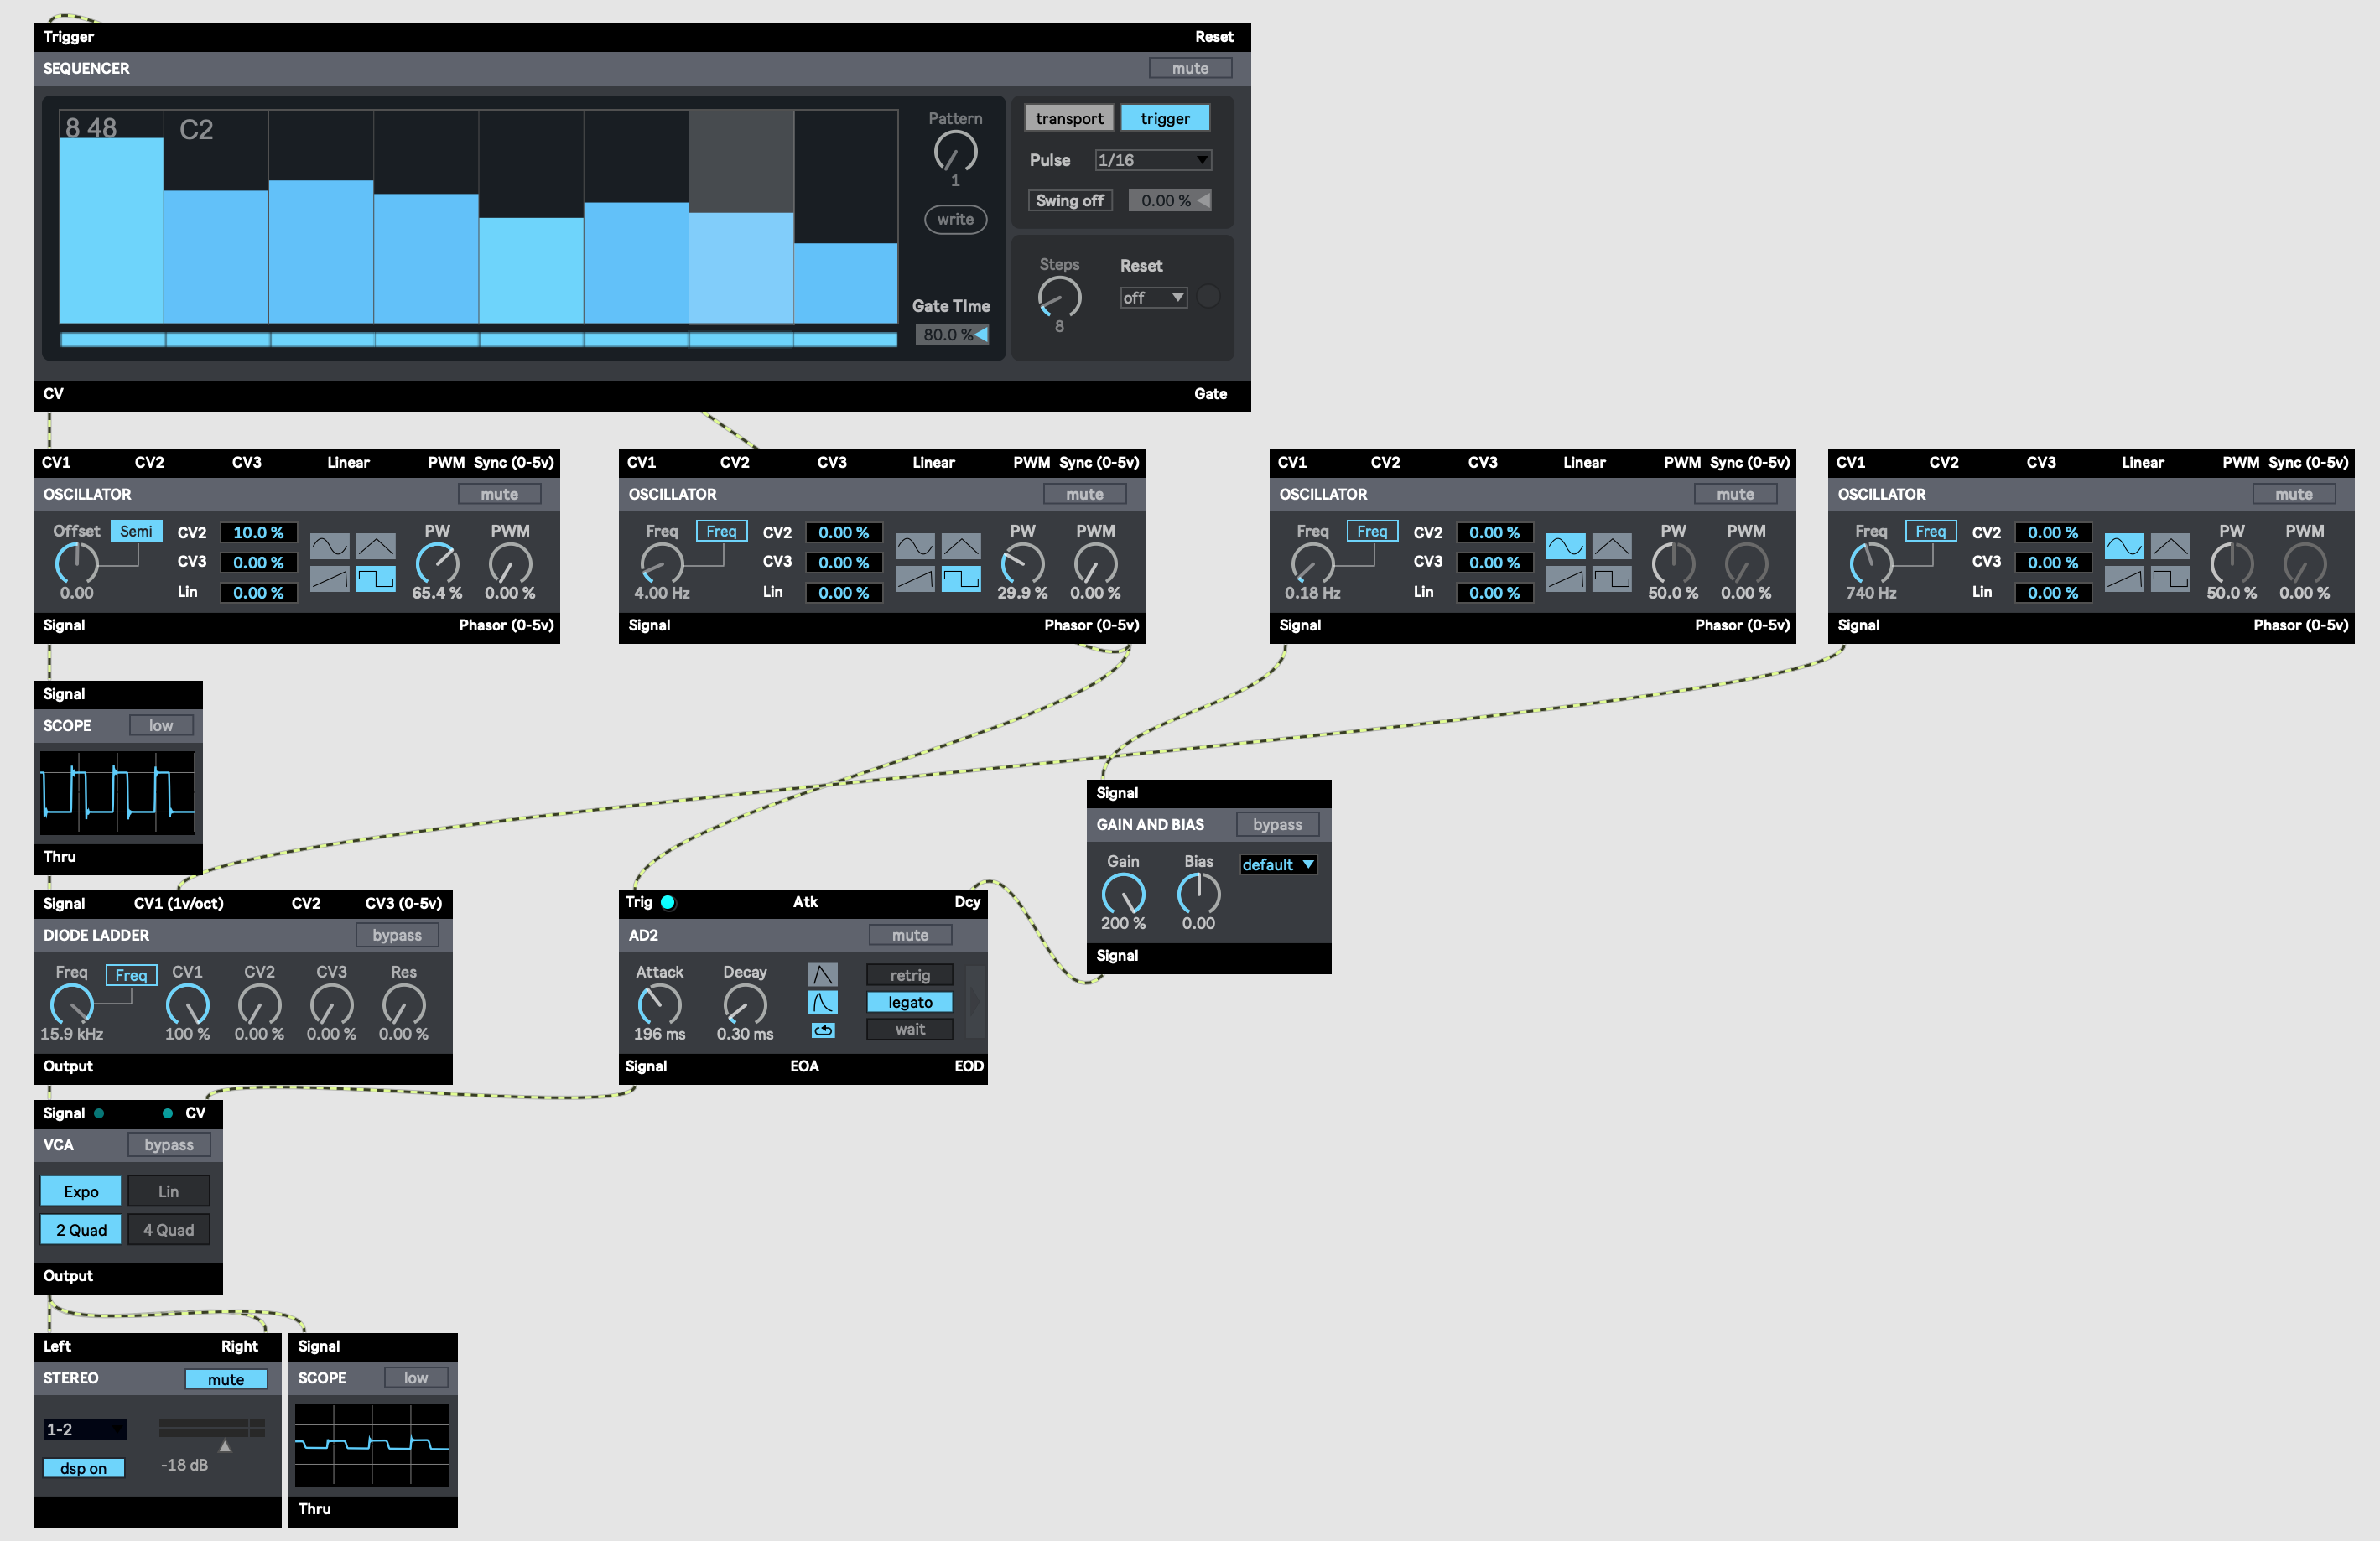 Trigger Reset
SEQUENCER mute
8 48 C2
Pattern
1
write
Gate TIme
80.0 %
transport trigger
Pulse 1/16
Swing off 0.00 %
Steps Reset
off
8
CV Gate
CV1 CV2 CV3 Linear PWM Sync (0-5v)
OSCILLATOR mute
Offset Semi CV2 10.0 % PW PWM
CV3 0.00 %
0.00 Lin 0.00 % 65.4 % 0.00 %
Signal Phasor (0-5v)
CV1 CV2 CV3 Linear PWM Sync (0-5v)
OSCILLATOR mute
Freq Freq CV2 0.00 % PW PWM
CV3 0.00 %
4.00 Hz Lin 0.00 % 29.9 % 0.00 %
Signal Phasor (0-5v)
CV1 CV2 CV3 Linear PWM Sync (0-5v)
OSCILLATOR mute
Freq Freq CV2 0.00 % PW PWM
CV3 0.00 %
0.18 Hz Lin 0.00 % 50.0 % 0.00 %
Signal Phasor (0-5v)
CV1 CV2 CV3 Linear PWM Sync (0-5v)
OSCILLATOR mute
Freq Freq CV2 0.00 % PW PWM
CV3 0.00 %
740 Hz Lin 0.00 % 50.0 % 0.00 %
Signal Phasor (0-5v)
Signal
SCOPE low
Thru
Signal
GAIN AND BIAS bypass
Gain Bias default
200 % 0.00
Signal
Signal CV1 (1v/oct) CV2 CV3 (0-5v)
DIODE LADDER bypass
Freq Freq CV1 CV2 CV3 Res
15.9 kHz 100 % 0.00 % 0.00 % 0.00 %
Output
Trig Atk Dcy
AD2 mute
Attack Decay retrig
legato
196 ms 0.30 ms wait
Signal EOA EOD
Signal CV
VCA bypass
Expo Lin
2 Quad 4 Quad
Output
Left Right
STEREO mute
1-2
dsp on -18 dB
Signal
SCOPE low
Thru